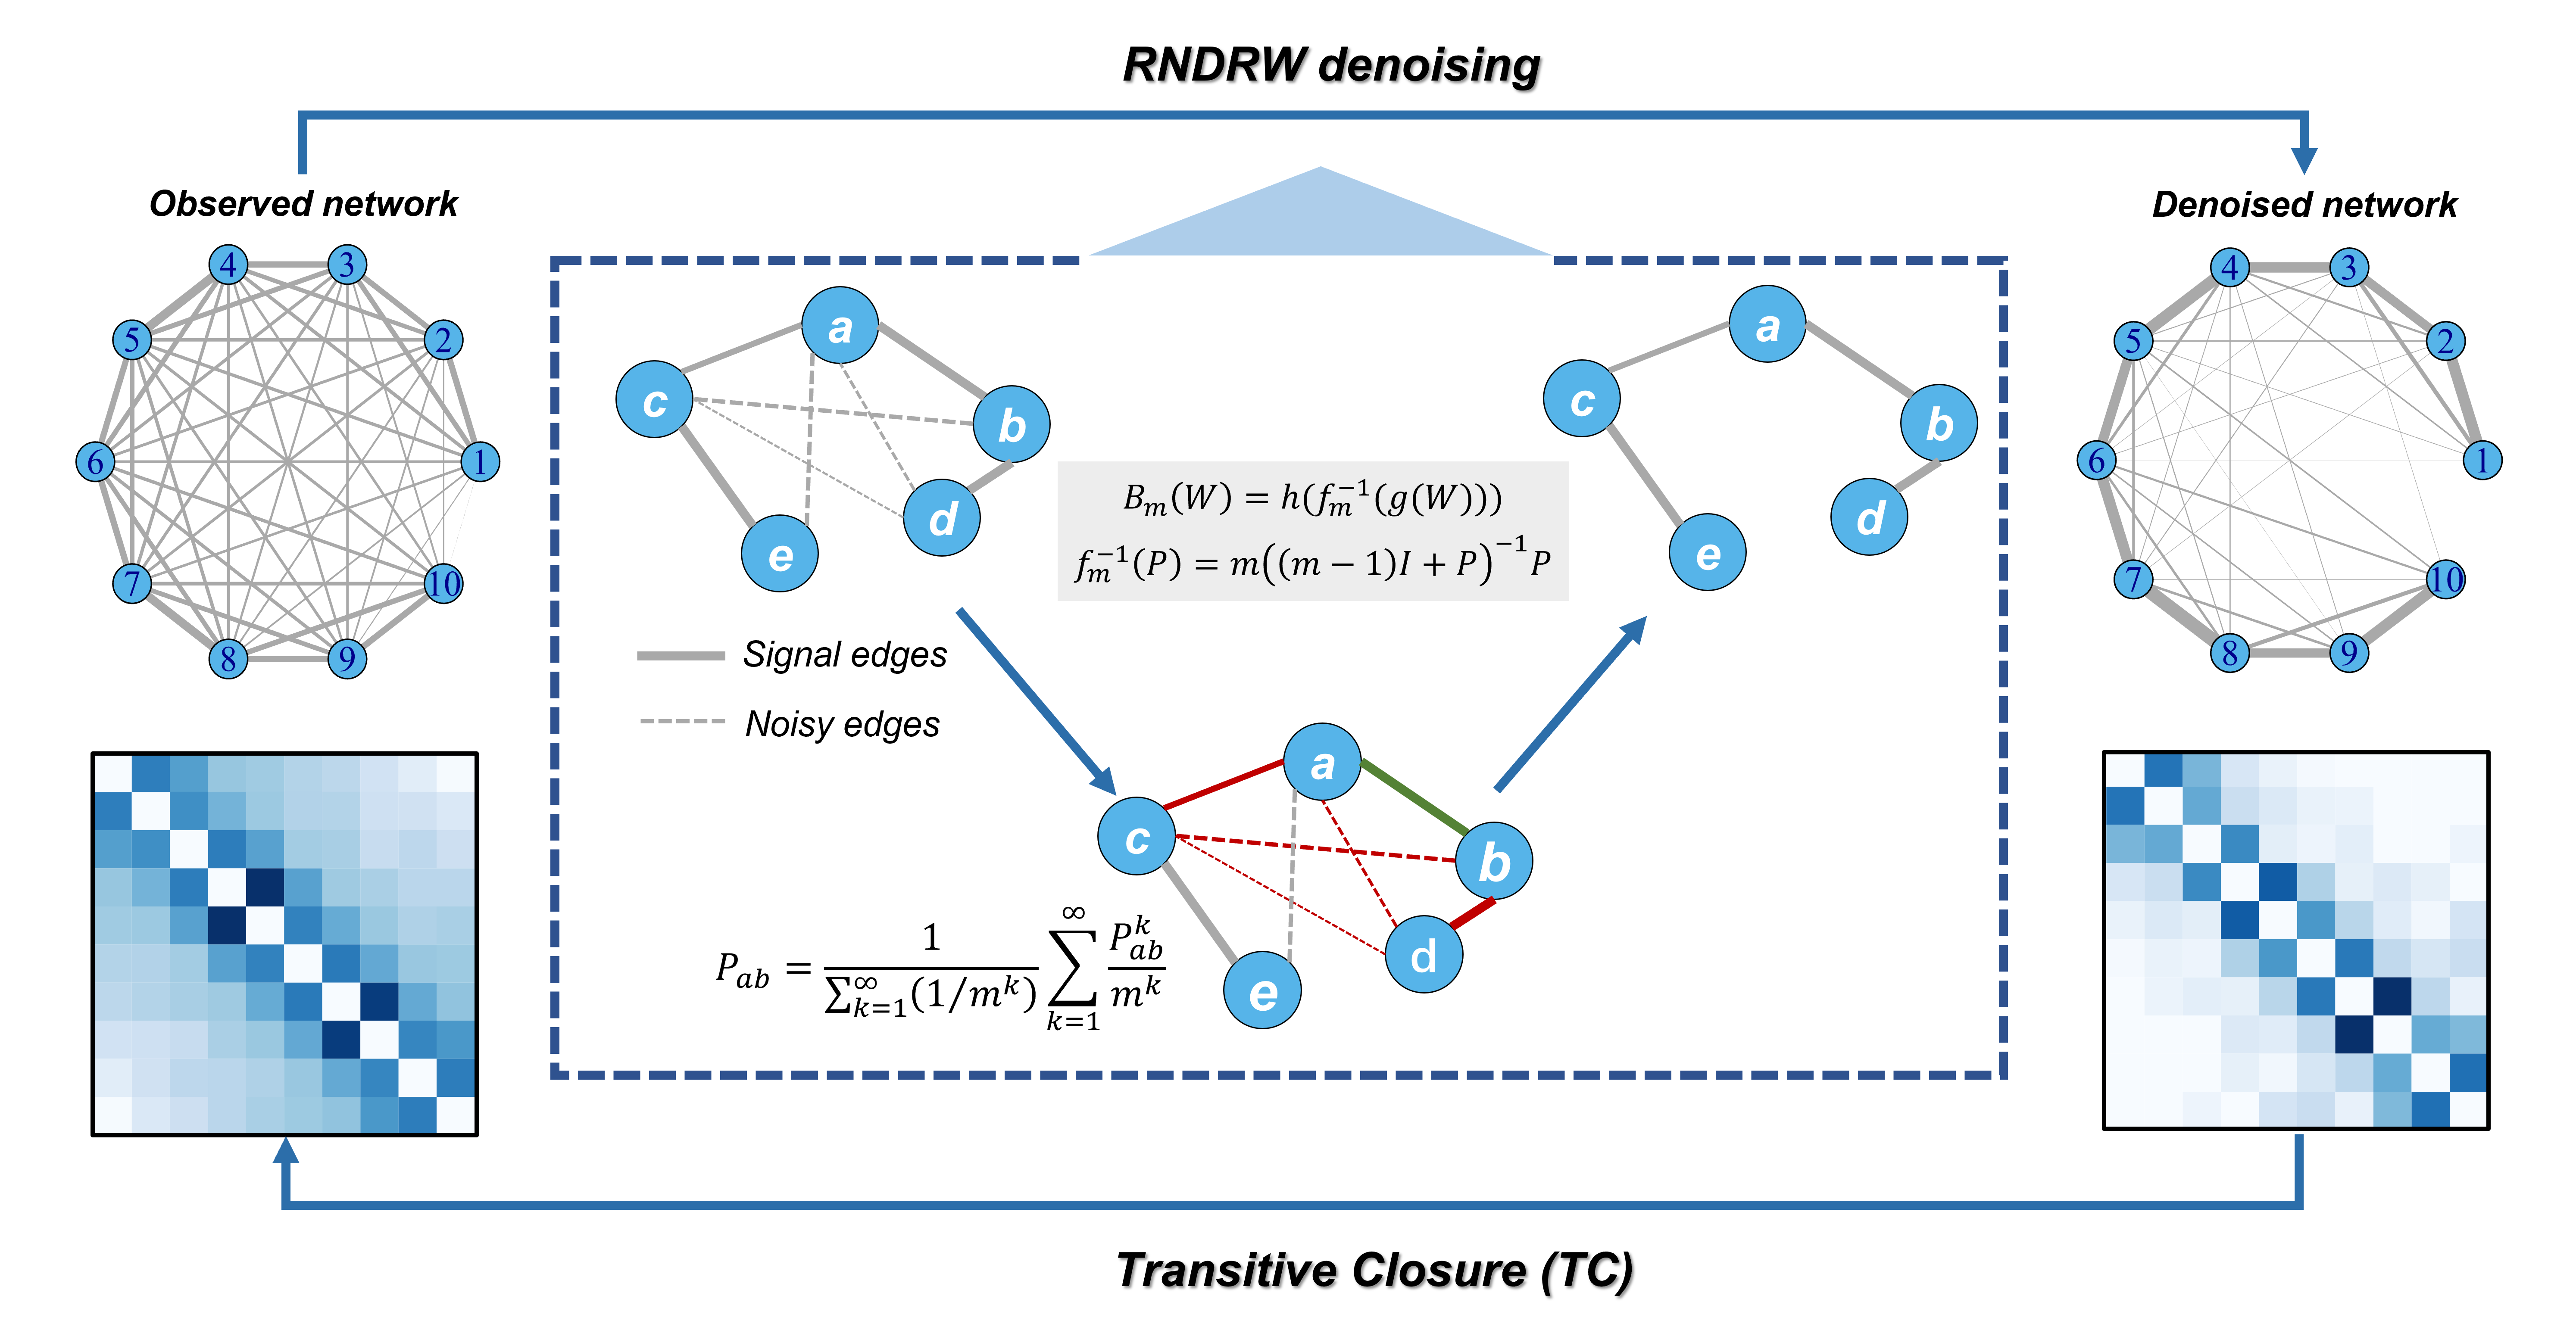 RNDRW denoising
Observed network
Denoised network
4 3
5 2
6 1
7 10
8 9
a
c b
d
e
B_m(W) = h(f_m^{-1}(g(W)))
f_m^{-1}(P) = m((m − 1)I + P)^{-1}P
Signal edges
Noisy edges
a
c b
d
e
P_{ab} = \frac{1}{\sum_{k=1}^{∞}(1/m^k)} \sum_{k=1}^{∞} \frac{P_{ab}^k}{m^k}
a
c b
d
e
4 3
5 2
6 1
7 10
8 9
Transitive Closure (TC)